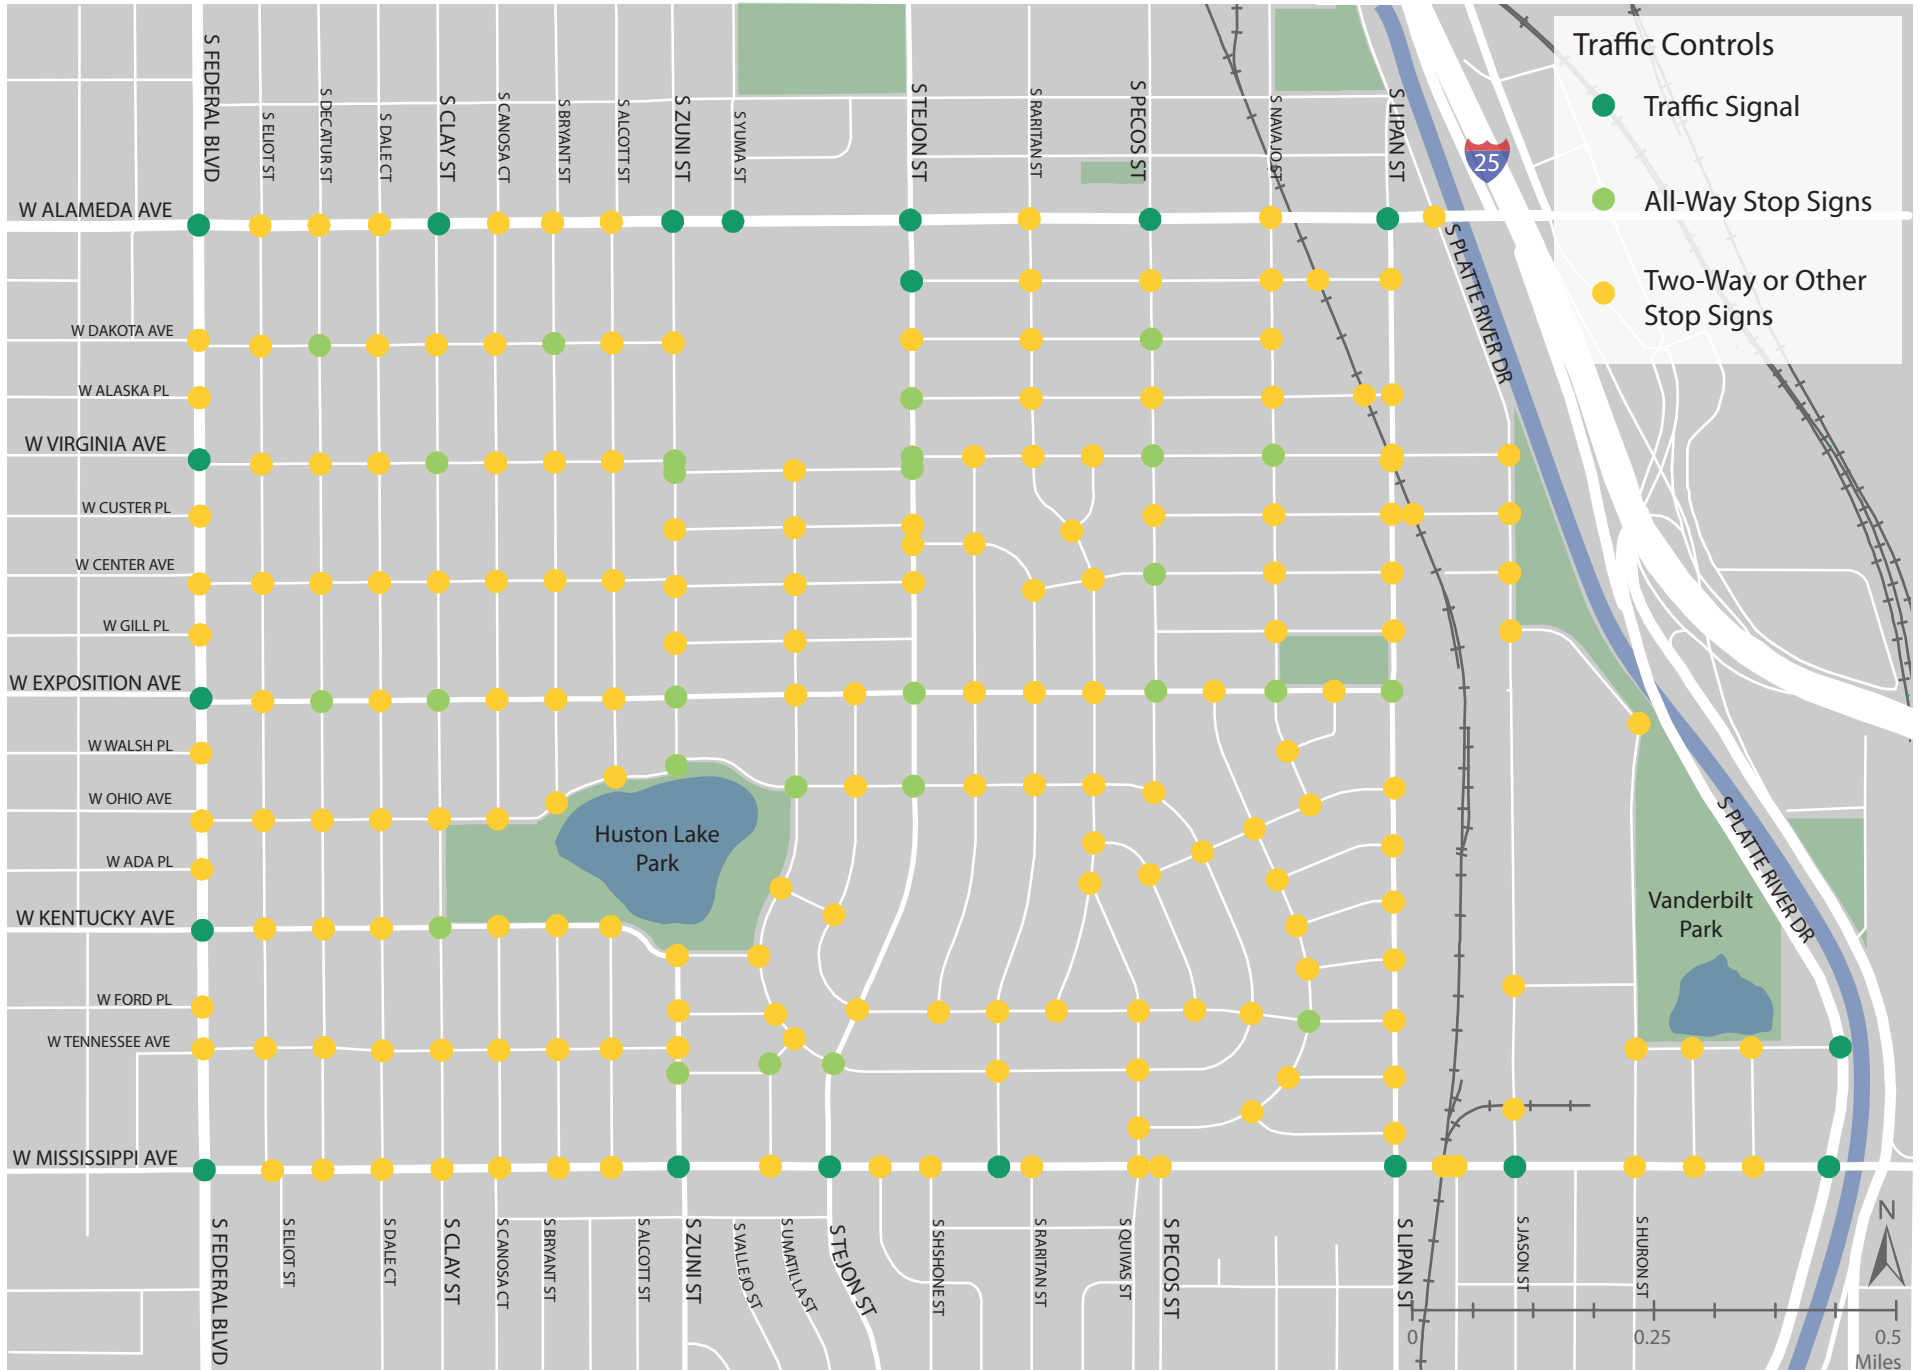 Traffic Controls
Traffic Signal
All-Way Stop Signs
Two-Way or Other
Stop Signs
25
S FEDERAL BLVD
S ELIOT ST
S DECATUR ST
S DALE CT
S CLAY ST
S CANOSA CT
S BRYANT ST
S ALCOTT ST
S ZUNI ST
S YUMA ST
S TEJON ST
S RARITAN ST
S PECOS ST
S NAVAJO ST
S LIPAN ST
S PLATTE RIVER DR
W ALAMEDA AVE
W DAKOTA AVE
W ALASKA PL
W VIRGINIA AVE
W CUSTER PL
W CENTER AVE
W GILL PL
W EXPOSITION AVE
W WALSH PL
W OHIO AVE
W ADA PL
W KENTUCKY AVE
W FORD PL
W TENNESSEE AVE
W MISSISSIPPI AVE
Huston Lake
Park
Vanderbilt
Park
S PLATTE RIVER DR
S FEDERAL BLVD
S ELIOT ST
S DALE CT
S CLAY ST
S CANOSA CT
S BRYANT ST
S ALCOTT ST
S ZUNI ST
S VALLEJO ST
S UMATILLA ST
S TEJON ST
S SHSHONE ST
S RARITAN ST
S QUIVAS ST
S PECOS ST
S LIPAN ST
S JASON ST
S HURON ST
N
0 0.25 0.5
Miles